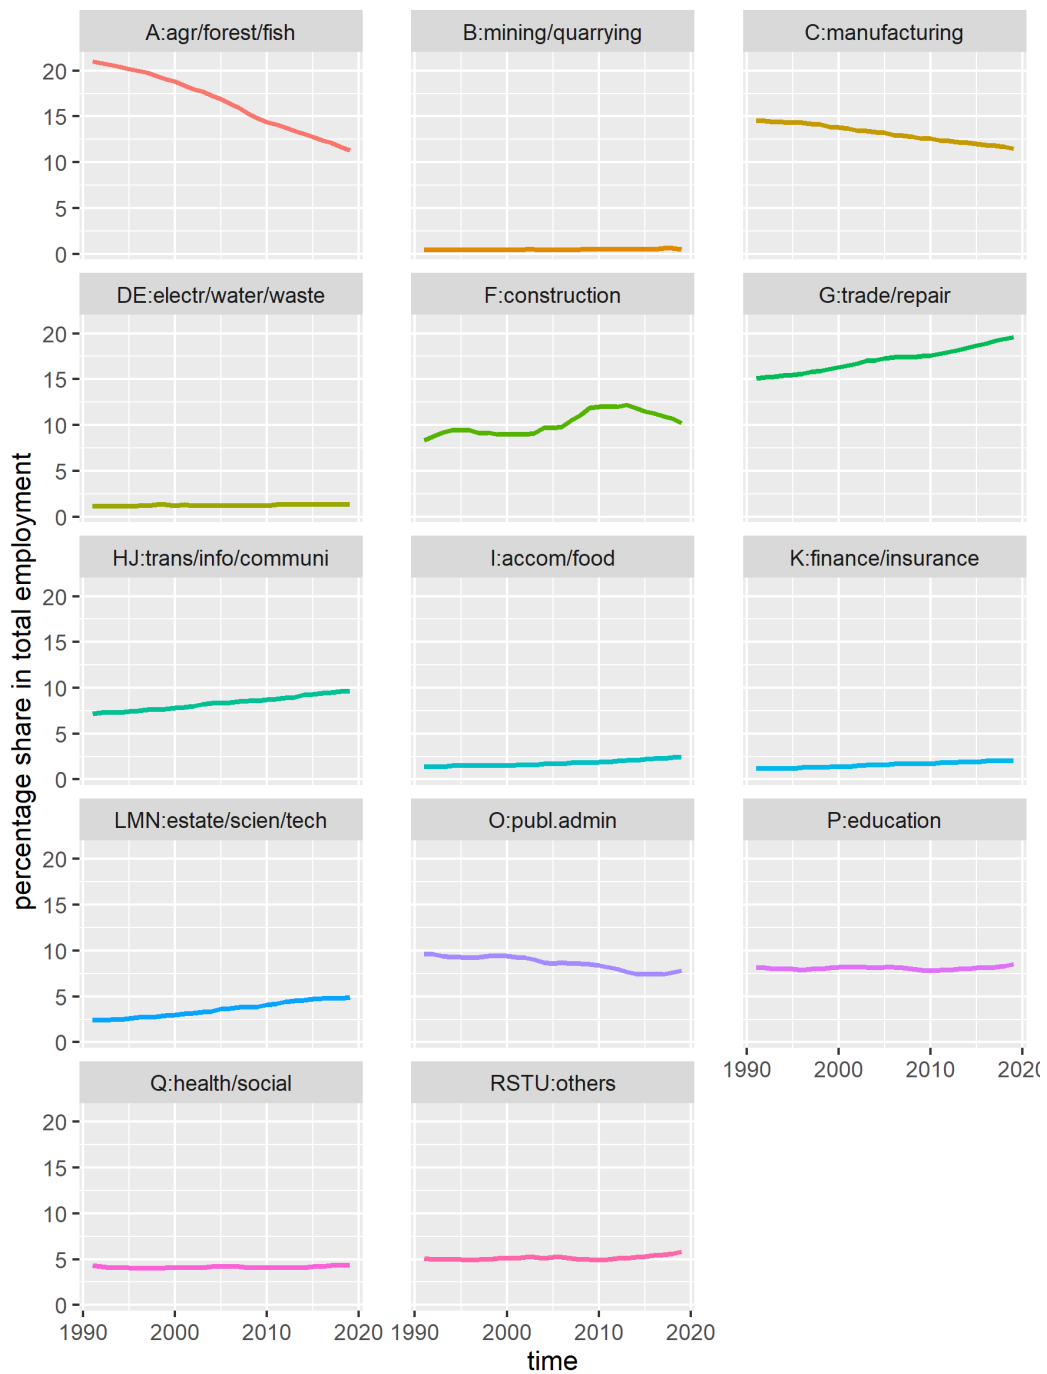 A:agr/forest/fish
B:mining/quarrying
C:manufacturing
20
15
10
5
0
DE:electr/water/waste
F:construction
G:trade/repair
20
15
10
5
0
HJ:trans/info/communi
I:accom/food
K:finance/insurance
20
15
10
5
0
LMN:estate/scien/tech
O:publ.admin
P:education
20
15
10
5
0
1990 2000 2010 2020
Q:health/social
RSTU:others
20
15
10
5
0
1990 2000 2010 2020
1990 2000 2010 2020
time
percentage share in total employment